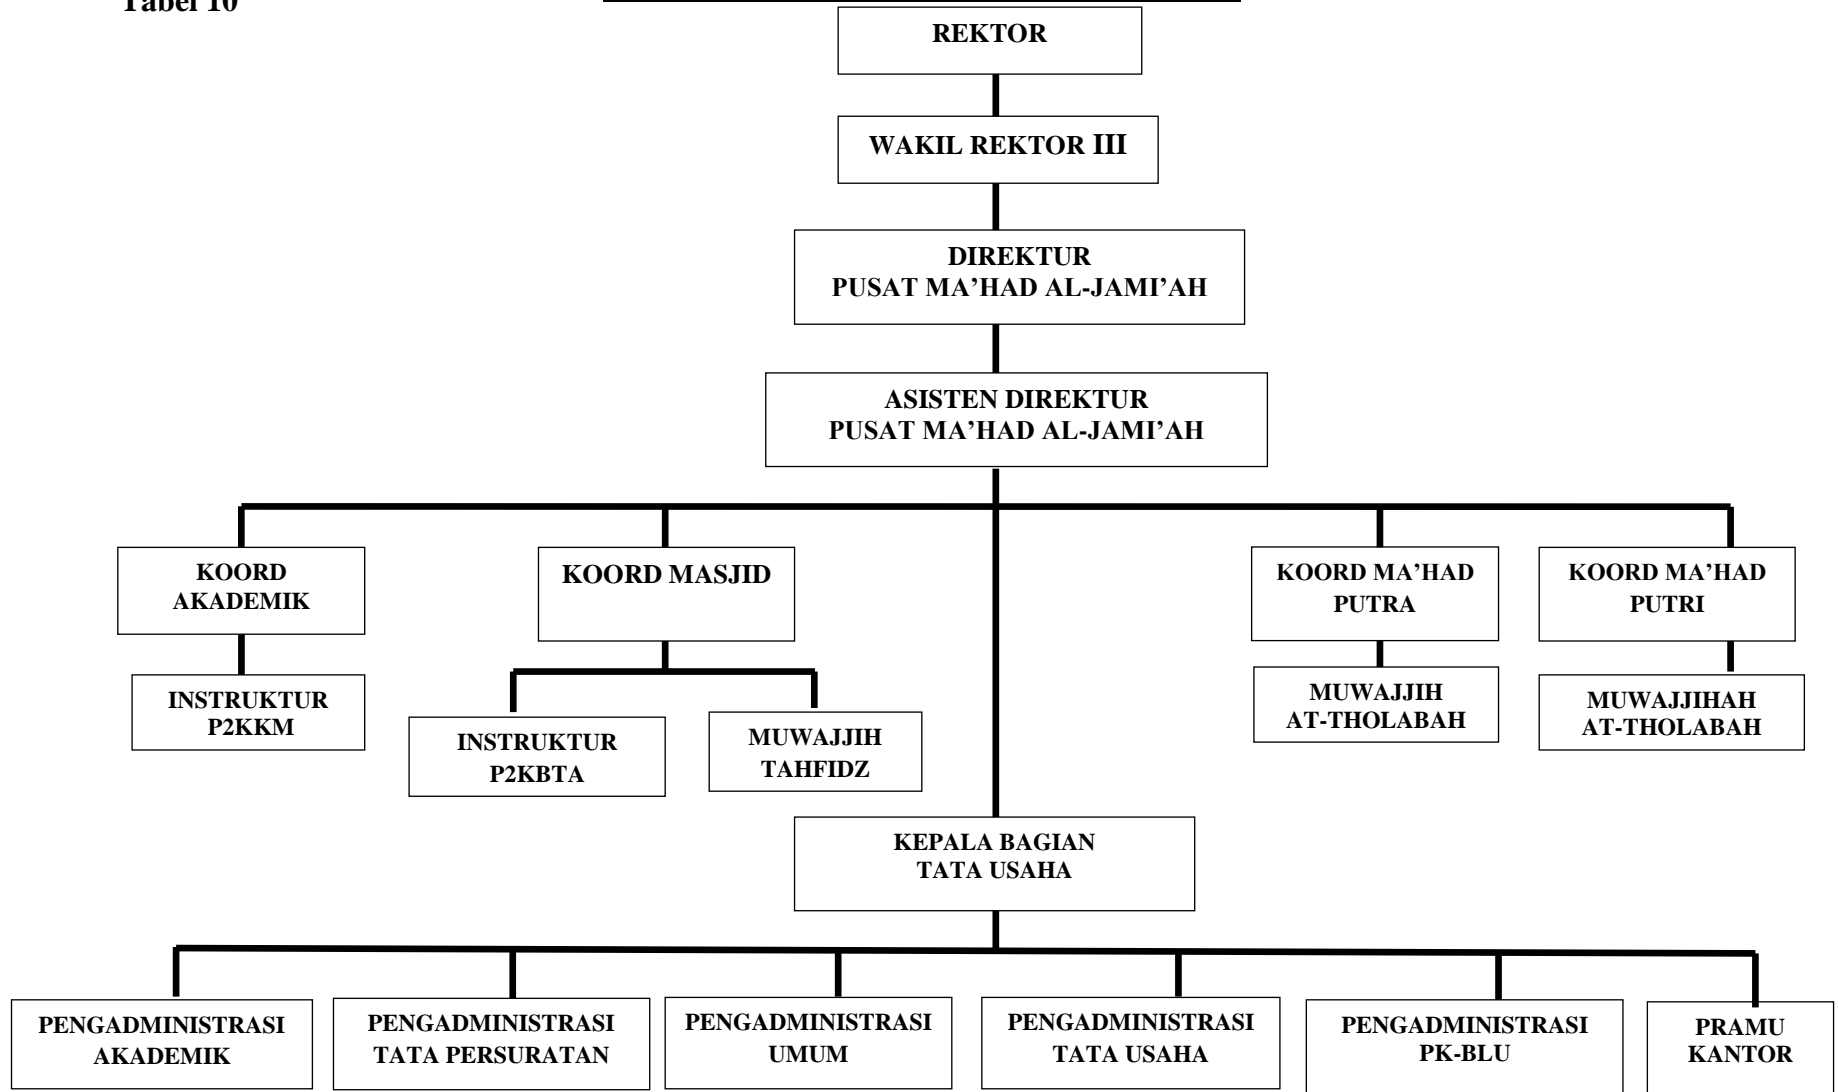 Tabel 10
REKTOR
WAKIL REKTOR III
DIREKTUR
PUSAT MA’HAD AL-JAMI’AH
ASISTEN DIREKTUR
PUSAT MA’HAD AL-JAMI’AH
KOORD
AKADEMIK
KOORD MASJID
KOORD MA’HAD
PUTRA
KOORD MA’HAD
PUTRI
INSTRUKTUR
P2KKM
INSTRUKTUR
P2KBTA
MUWAJJIH
TAHFIDZ
MUWAJJIH
AT-THOLABAH
MUWAJJIHAH
AT-THOLABAH
KEPALA BAGIAN
TATA USAHA
PENGADMINISTRASI
AKADEMIK
PENGADMINISTRASI
TATA PERSURATAN
PENGADMINISTRASI
UMUM
PENGADMINISTRASI
TATA USAHA
PENGADMINISTRASI
PK-BLU
PRAMU
KANTOR